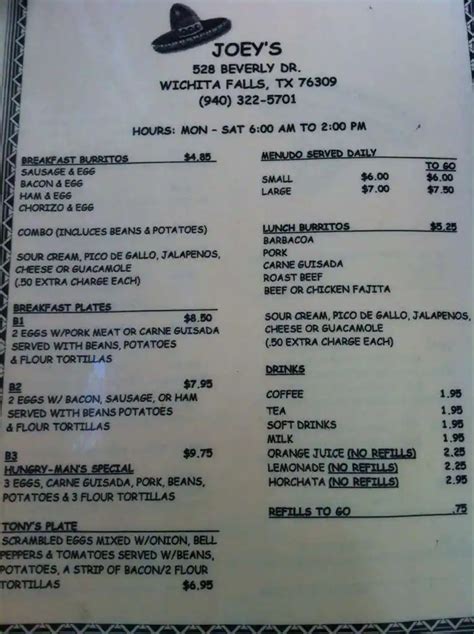 JOEY'S
528 BEVERLY DR.
WICHITA FALLS, TX 76309
(940) 322-5701
HOURS: MON - SAT 6:00 AM TO 2:00 PM
BREAKFAST BURRITOS $4.85
SAUSAGE & EGG
BACON & EGG
HAM & EGG
CHORIZO & EGG
COMBO (INCLUCES BEANS & POTATOES)
SOUR CREAM, PICO DE GALLO, JALAPENOS,
CHEESE OR GUACAMOLE
(.50 EXTRA CHARGE EACH)
BREAKFAST PLATES
B1 $8.50
2 EGGS W/PORK MEAT OR CARNE GUISADA
SERVED WITH BEANS, POTATOES
& FLOUR TORTILLAS
B2 $7.95
2 EGGS W/ BACON, SAUSAGE, OR HAM
SERVED WITH BEANS POTATOES
& FLOUR TORTILLAS
B3 $9.75
HUNGRY-MAN'S SPECIAL
3 EGGS, CARNE GUISADA, PORK, BEANS,
POTATOES & 3 FLOUR TORTILLAS
TONY'S PLATE
SCRAMBLED EGGS MIXED W/ONION, BELL
PEPPERS & TOMATOES SERVED W/BEANS,
POTATOES, A STRIP OF BACON/2 FLOUR
TORTILLAS $6.95
MENUDO SERVED DAILY
TO GO
SMALL $6.00 $6.00
LARGE $7.00 $7.50
LUNCH BURRITOS $5.25
BARBACOA
PORK
CARNE GUISADA
ROAST BEEF
BEEF OR CHICKEN FAJITA
SOUR CREAM, PICO DE GALLO, JALAPENOS,
CHEESE OR GUACAMOLE
(.50 EXTRA CHARGE EACH)
DRINKS
COFFEE 1.95
TEA 1.95
SOFT DRINKS 1.95
MILK 1.95
ORANGE JUICE (NO REFILLS) 2.25
LEMONADE (NO REFILLS) 2.25
HORCHATA (NO REFILLS) 2.95
REFILLS TO GO .75